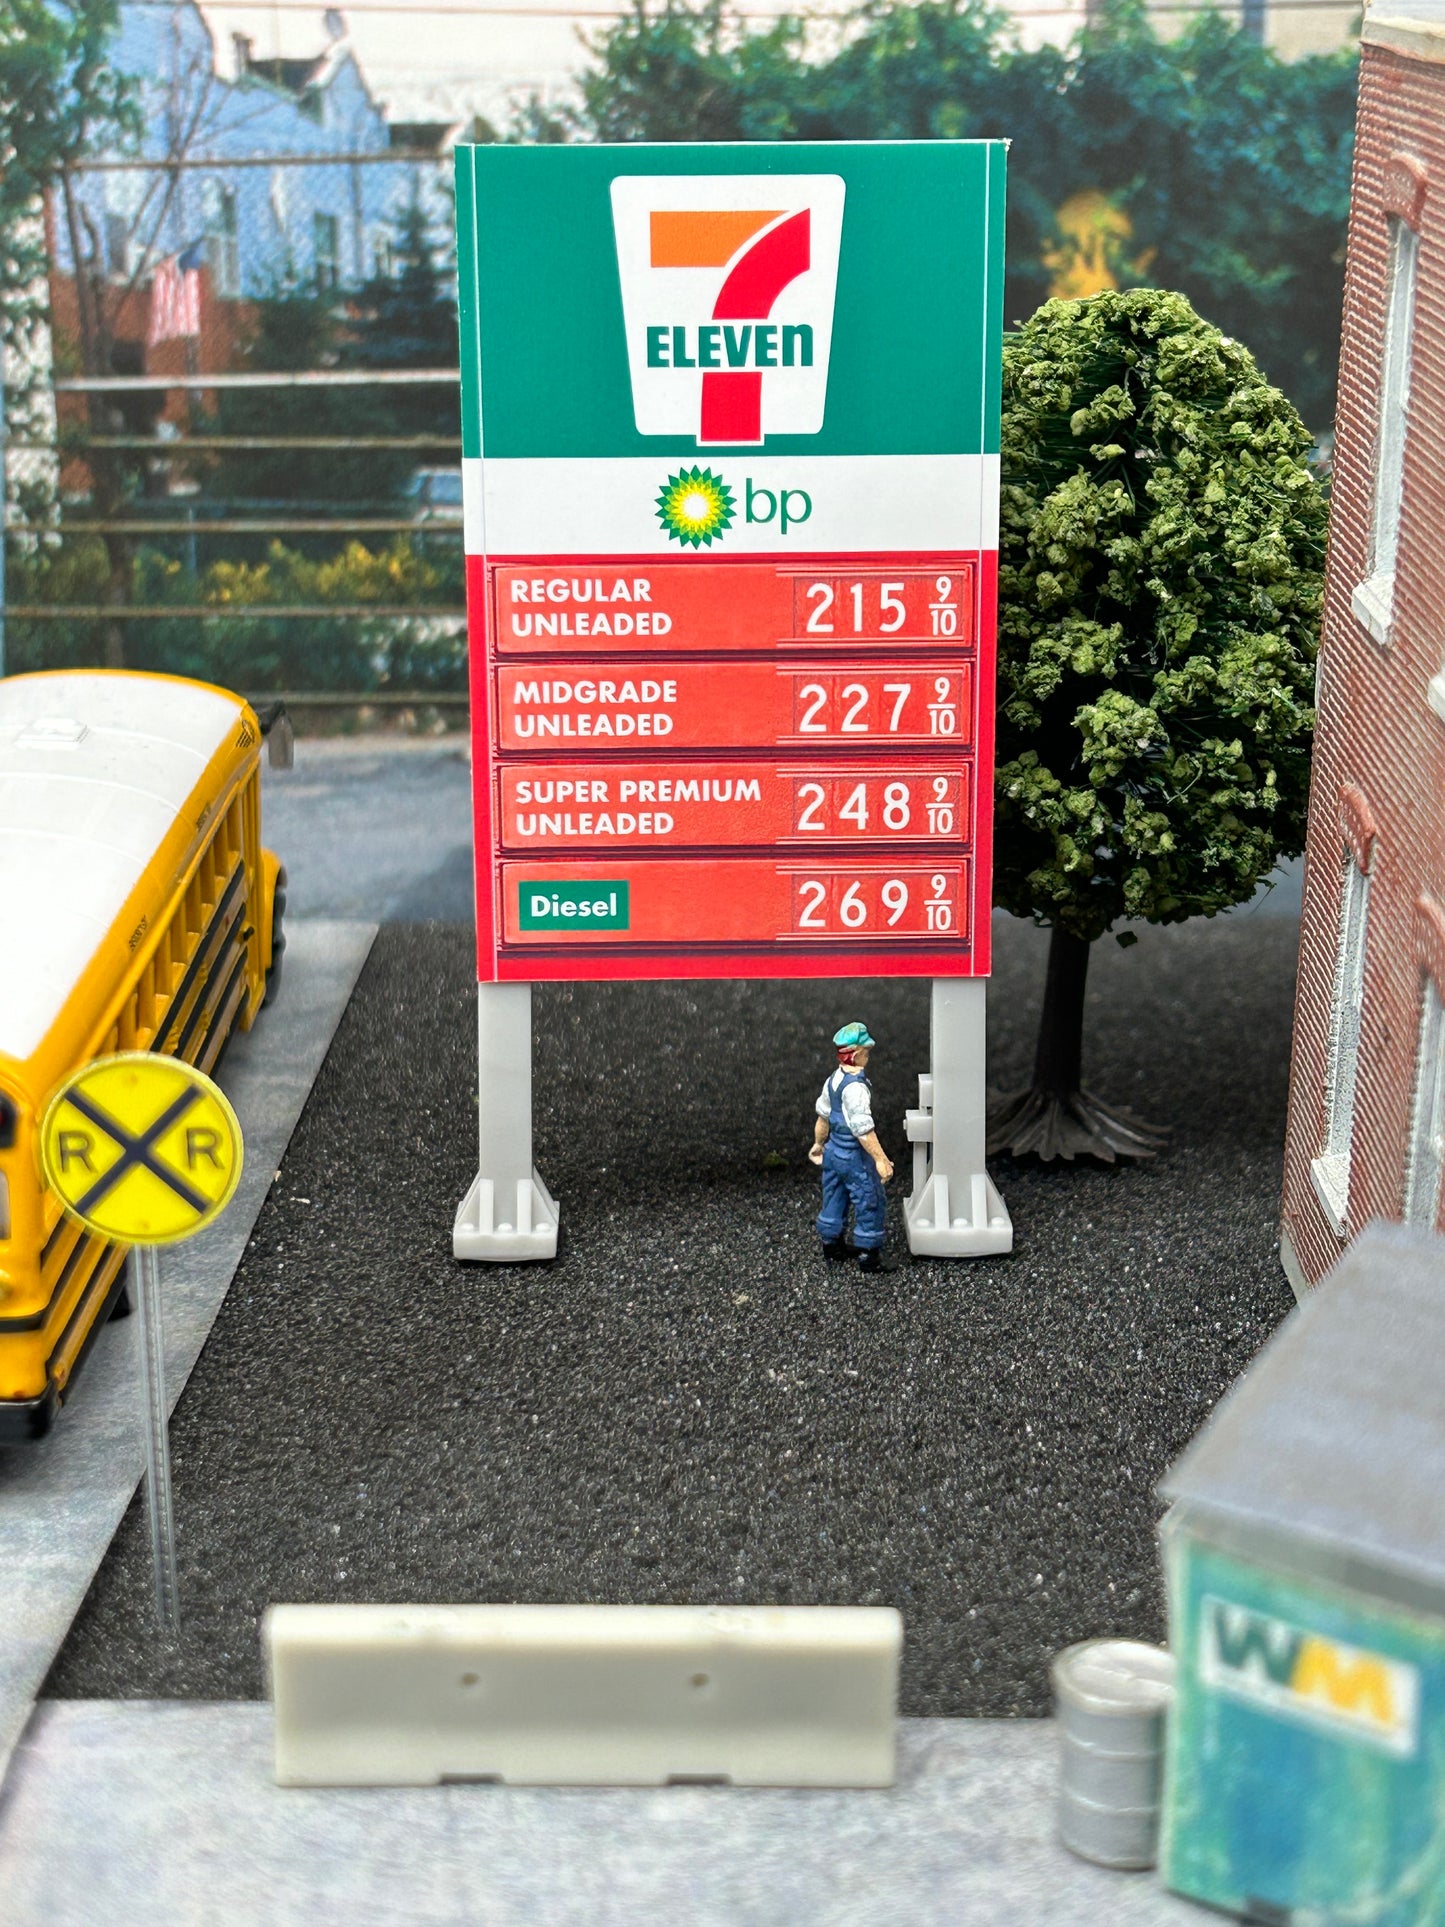 7
ELEVEn
bp
REGULAR
UNLEADED
215 9/10
MIDGRADE
UNLEADED
227 9/10
SUPER PREMIUM
UNLEADED
248 9/10
Diesel
269 9/10
R R
WM